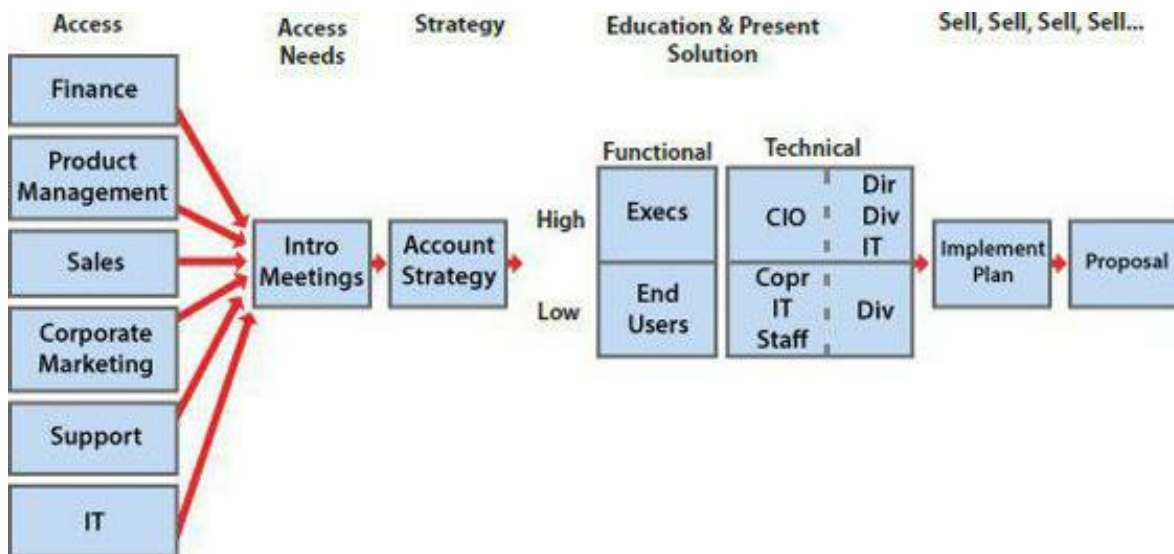 Access
Access
Needs
Strategy
Education & Present
Solution
Sell, Sell, Sell, Sell...
Finance
Product
Management
Sales
Corporate
Marketing
Support
IT
Intro
Meetings
Account
Strategy
High
Low
Functional
Technical
Execs
CIO
Dir
Div
IT
End
Users
Copr
IT
Staff
Div
Implement
Plan
Proposal